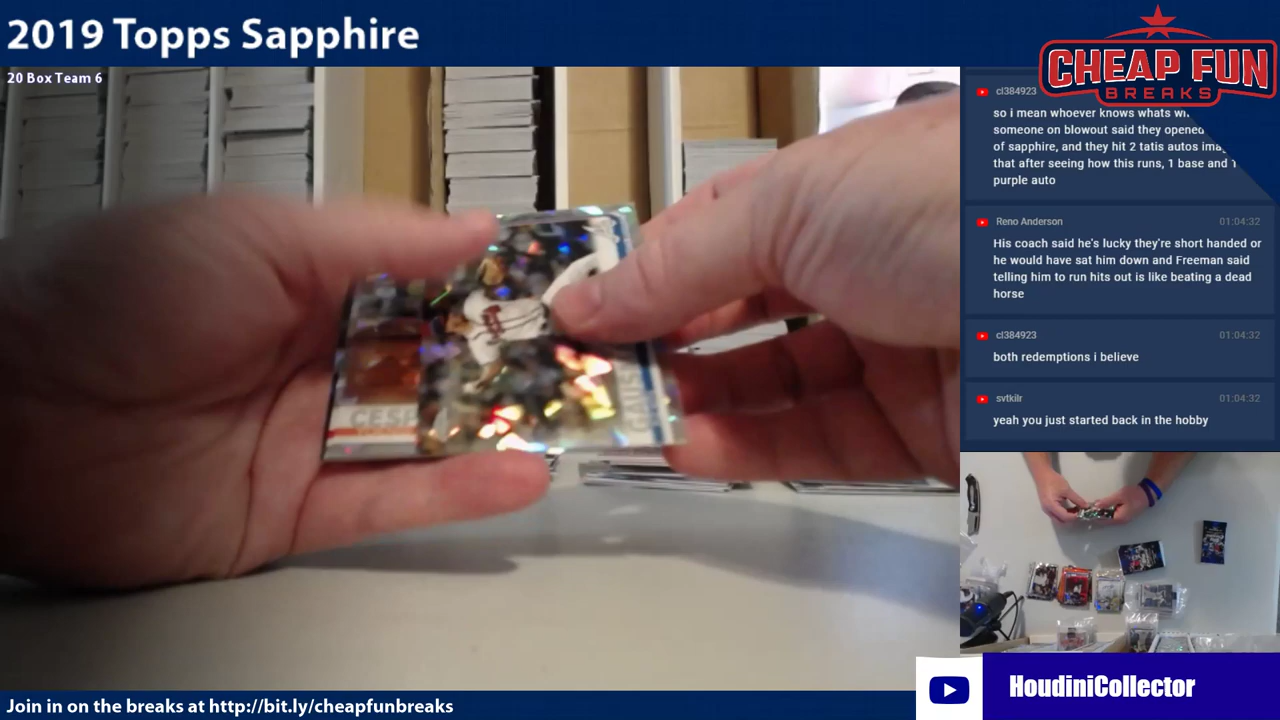 2019 Topps Sapphire
20 Box Team 6
CHEAP FUN
BREAKS
cl384923
so i mean whoever knows whats
someone on blowout said they opened
of sapphire, and they hit 2 tatis autos
that after seeing how this runs, 1 base and 1
purple auto
Reno Anderson 01:04:32
His coach said he's lucky they're short handed or
he would have sat him down and Freeman said
telling him to run hits out is like beating a dead
horse
cl384923 01:04:32
both redemptions i believe
svtkilr 01:04:32
yeah you just started back in the hobby
HoudiniCollector
Join in on the breaks at http://bit.ly/cheapfunbreaks